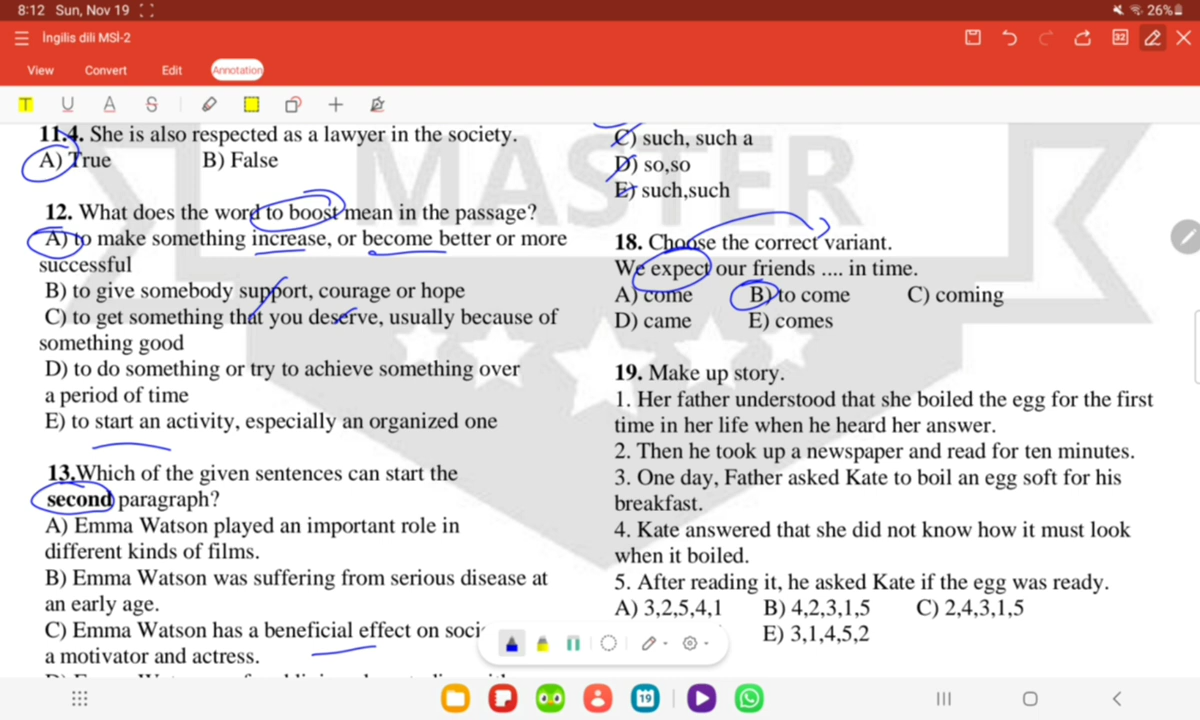 8:12 Sun, Nov 19
26%
İngilis dili MSİ-2
32
View Convert Edit Annotation
T U A S
MASTER
11.4. She is also respected as a lawyer in the society.
A) True B) False
12. What does the word to boost mean in the passage?
A) to make something increase, or become better or more
successful
B) to give somebody support, courage or hope
C) to get something that you deserve, usually because of
something good
D) to do something or try to achieve something over
a period of time
E) to start an activity, especially an organized one
13.Which of the given sentences can start the
second paragraph?
A) Emma Watson played an important role in
different kinds of films.
B) Emma Watson was suffering from serious disease at
an early age.
C) Emma Watson has a beneficial effect on soci
a motivator and actress.
C) such, such a
D) so,so
E) such,such
18. Choose the correct variant.
We expect our friends .... in time.
A) come B) to come C) coming
D) came E) comes
19. Make up story.
1. Her father understood that she boiled the egg for the first
time in her life when he heard her answer.
2. Then he took up a newspaper and read for ten minutes.
3. One day, Father asked Kate to boil an egg soft for his
breakfast.
4. Kate answered that she did not know how it must look
when it boiled.
5. After reading it, he asked Kate if the egg was ready.
A) 3,2,5,4,1 B) 4,2,3,1,5 C) 2,4,3,1,5
E) 3,1,4,5,2
19